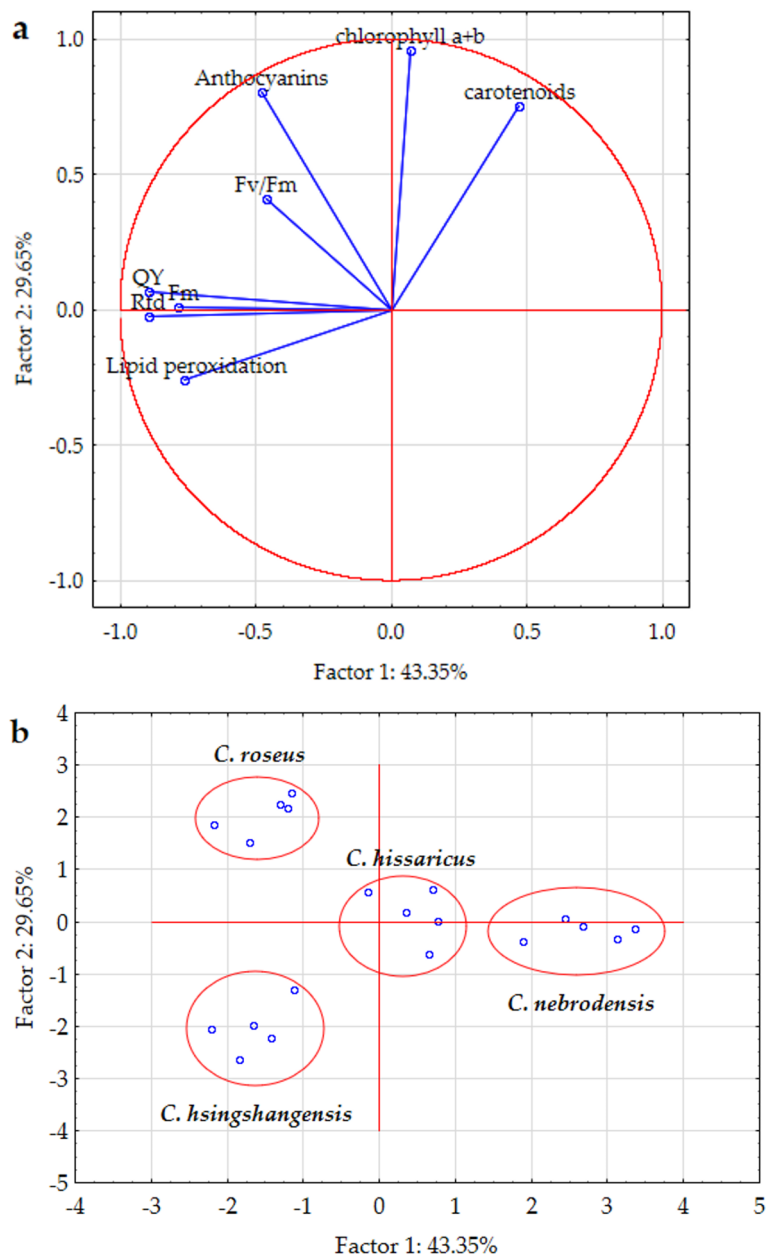 a
1.0
chlorophyll a+b
Anthocyanins
carotenoids
0.5
Fv/Fm
QY
Fm
Rfd
0.0
Lipid peroxidation
-0.5
-1.0
Factor 2: 29.65%
-1.0 -0.5 0.0 0.5 1.0
Factor 1: 43.35%
b
4
C. roseus
3
2
C. hissaricus
1
0
-1
C. nebrodensis
-2
-3
C. hsingshangensis
-4
-5
Factor 2: 29.65%
-4 -3 -2 -1 0 1 2 3 4 5
Factor 1: 43.35%